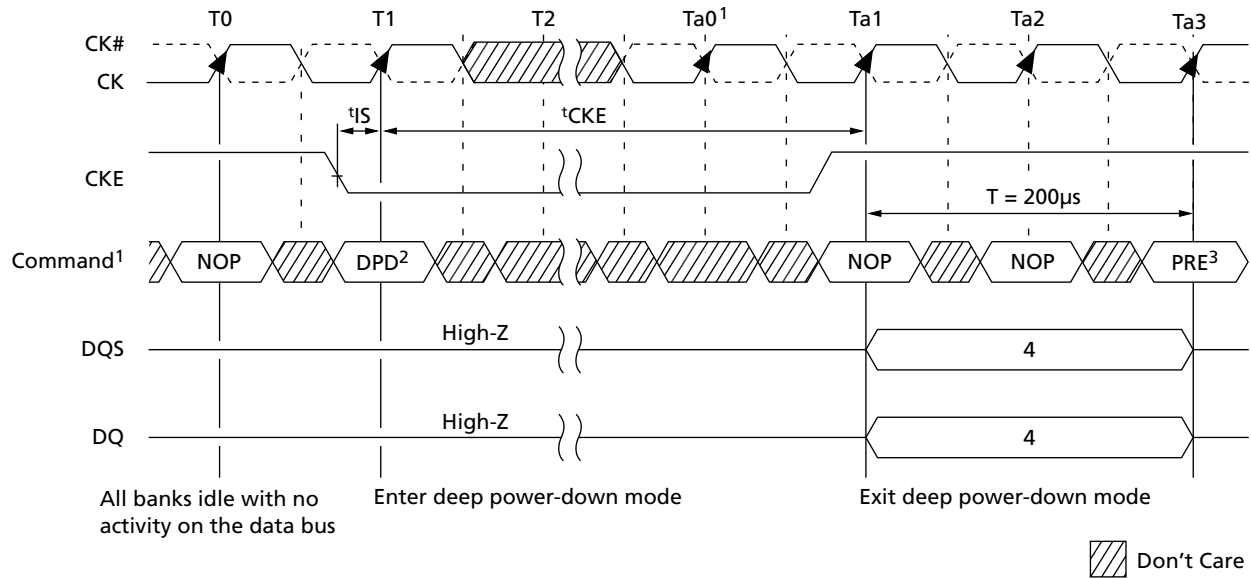 T0 T1 T2 Ta0¹ Ta1 Ta2 Ta3
CK#
CK
ᵗIS ᵗCKE
CKE
T = 200µs
Command¹ NOP DPD² NOP NOP PRE³
DQS High-Z 4
DQ High-Z 4
All banks idle with no
activity on the data bus
Enter deep power-down mode
Exit deep power-down mode
Don't Care